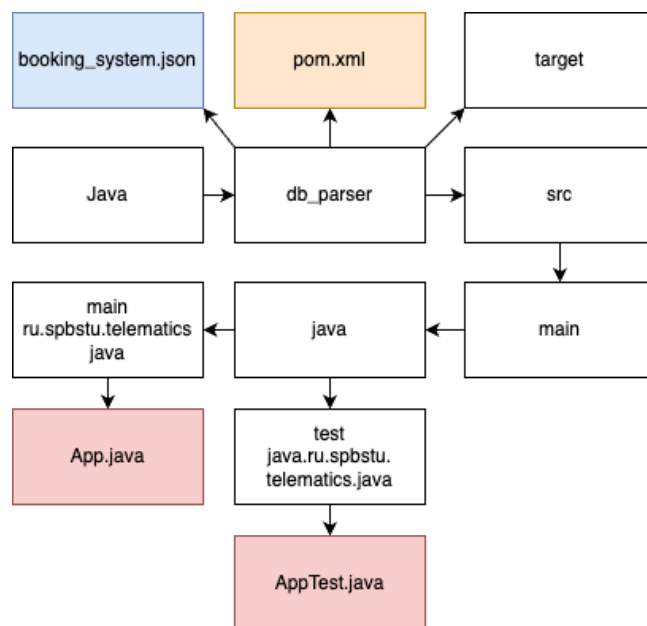 booking_system.json
pom.xml
target
Java
db_parser
src
main
ru.spbstu.telematics
java
java
main
App.java
test
java.ru.spbstu.
telematics.java
AppTest.java